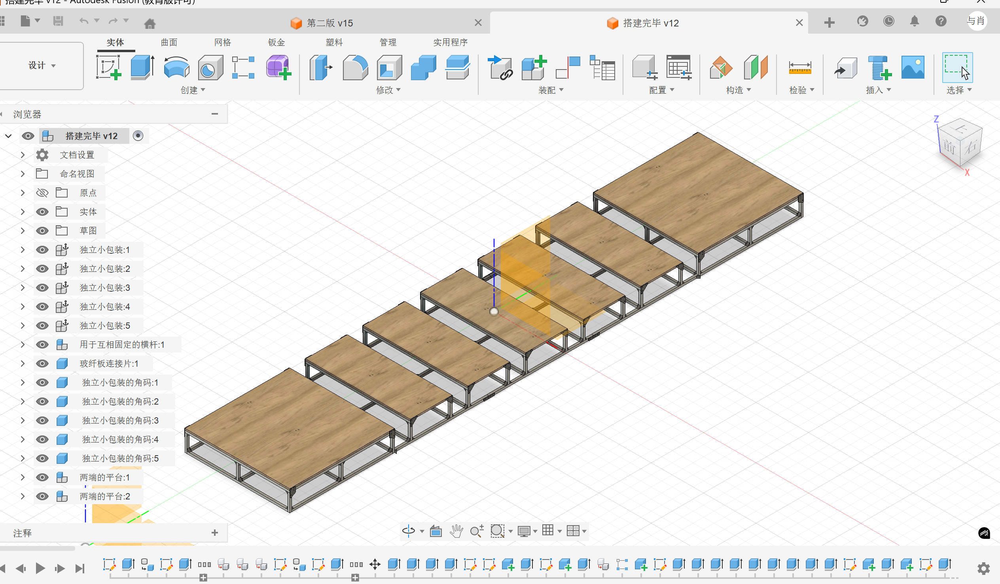 搭建完毕 v12 - Autodesk Fusion (教育版许可)
第二版 v15
搭建完毕 v12
与肖
实体 曲面 网格 钣金 塑料 管理 实用程序
设计
创建 修改 装配 配置 构造 检验 插入 选择
浏览器
搭建完毕 v12
文档设置
命名视图
原点
实体
草图
独立小包装:1
独立小包装:2
独立小包装:3
独立小包装:4
独立小包装:5
用于互相固定的横杆:1
玻纤板连接片:1
独立小包装的角码:1
独立小包装的角码:2
独立小包装的角码:3
独立小包装的角码:4
独立小包装的角码:5
两端的平台:1
两端的平台:2
注释
Z
上
前 右
X